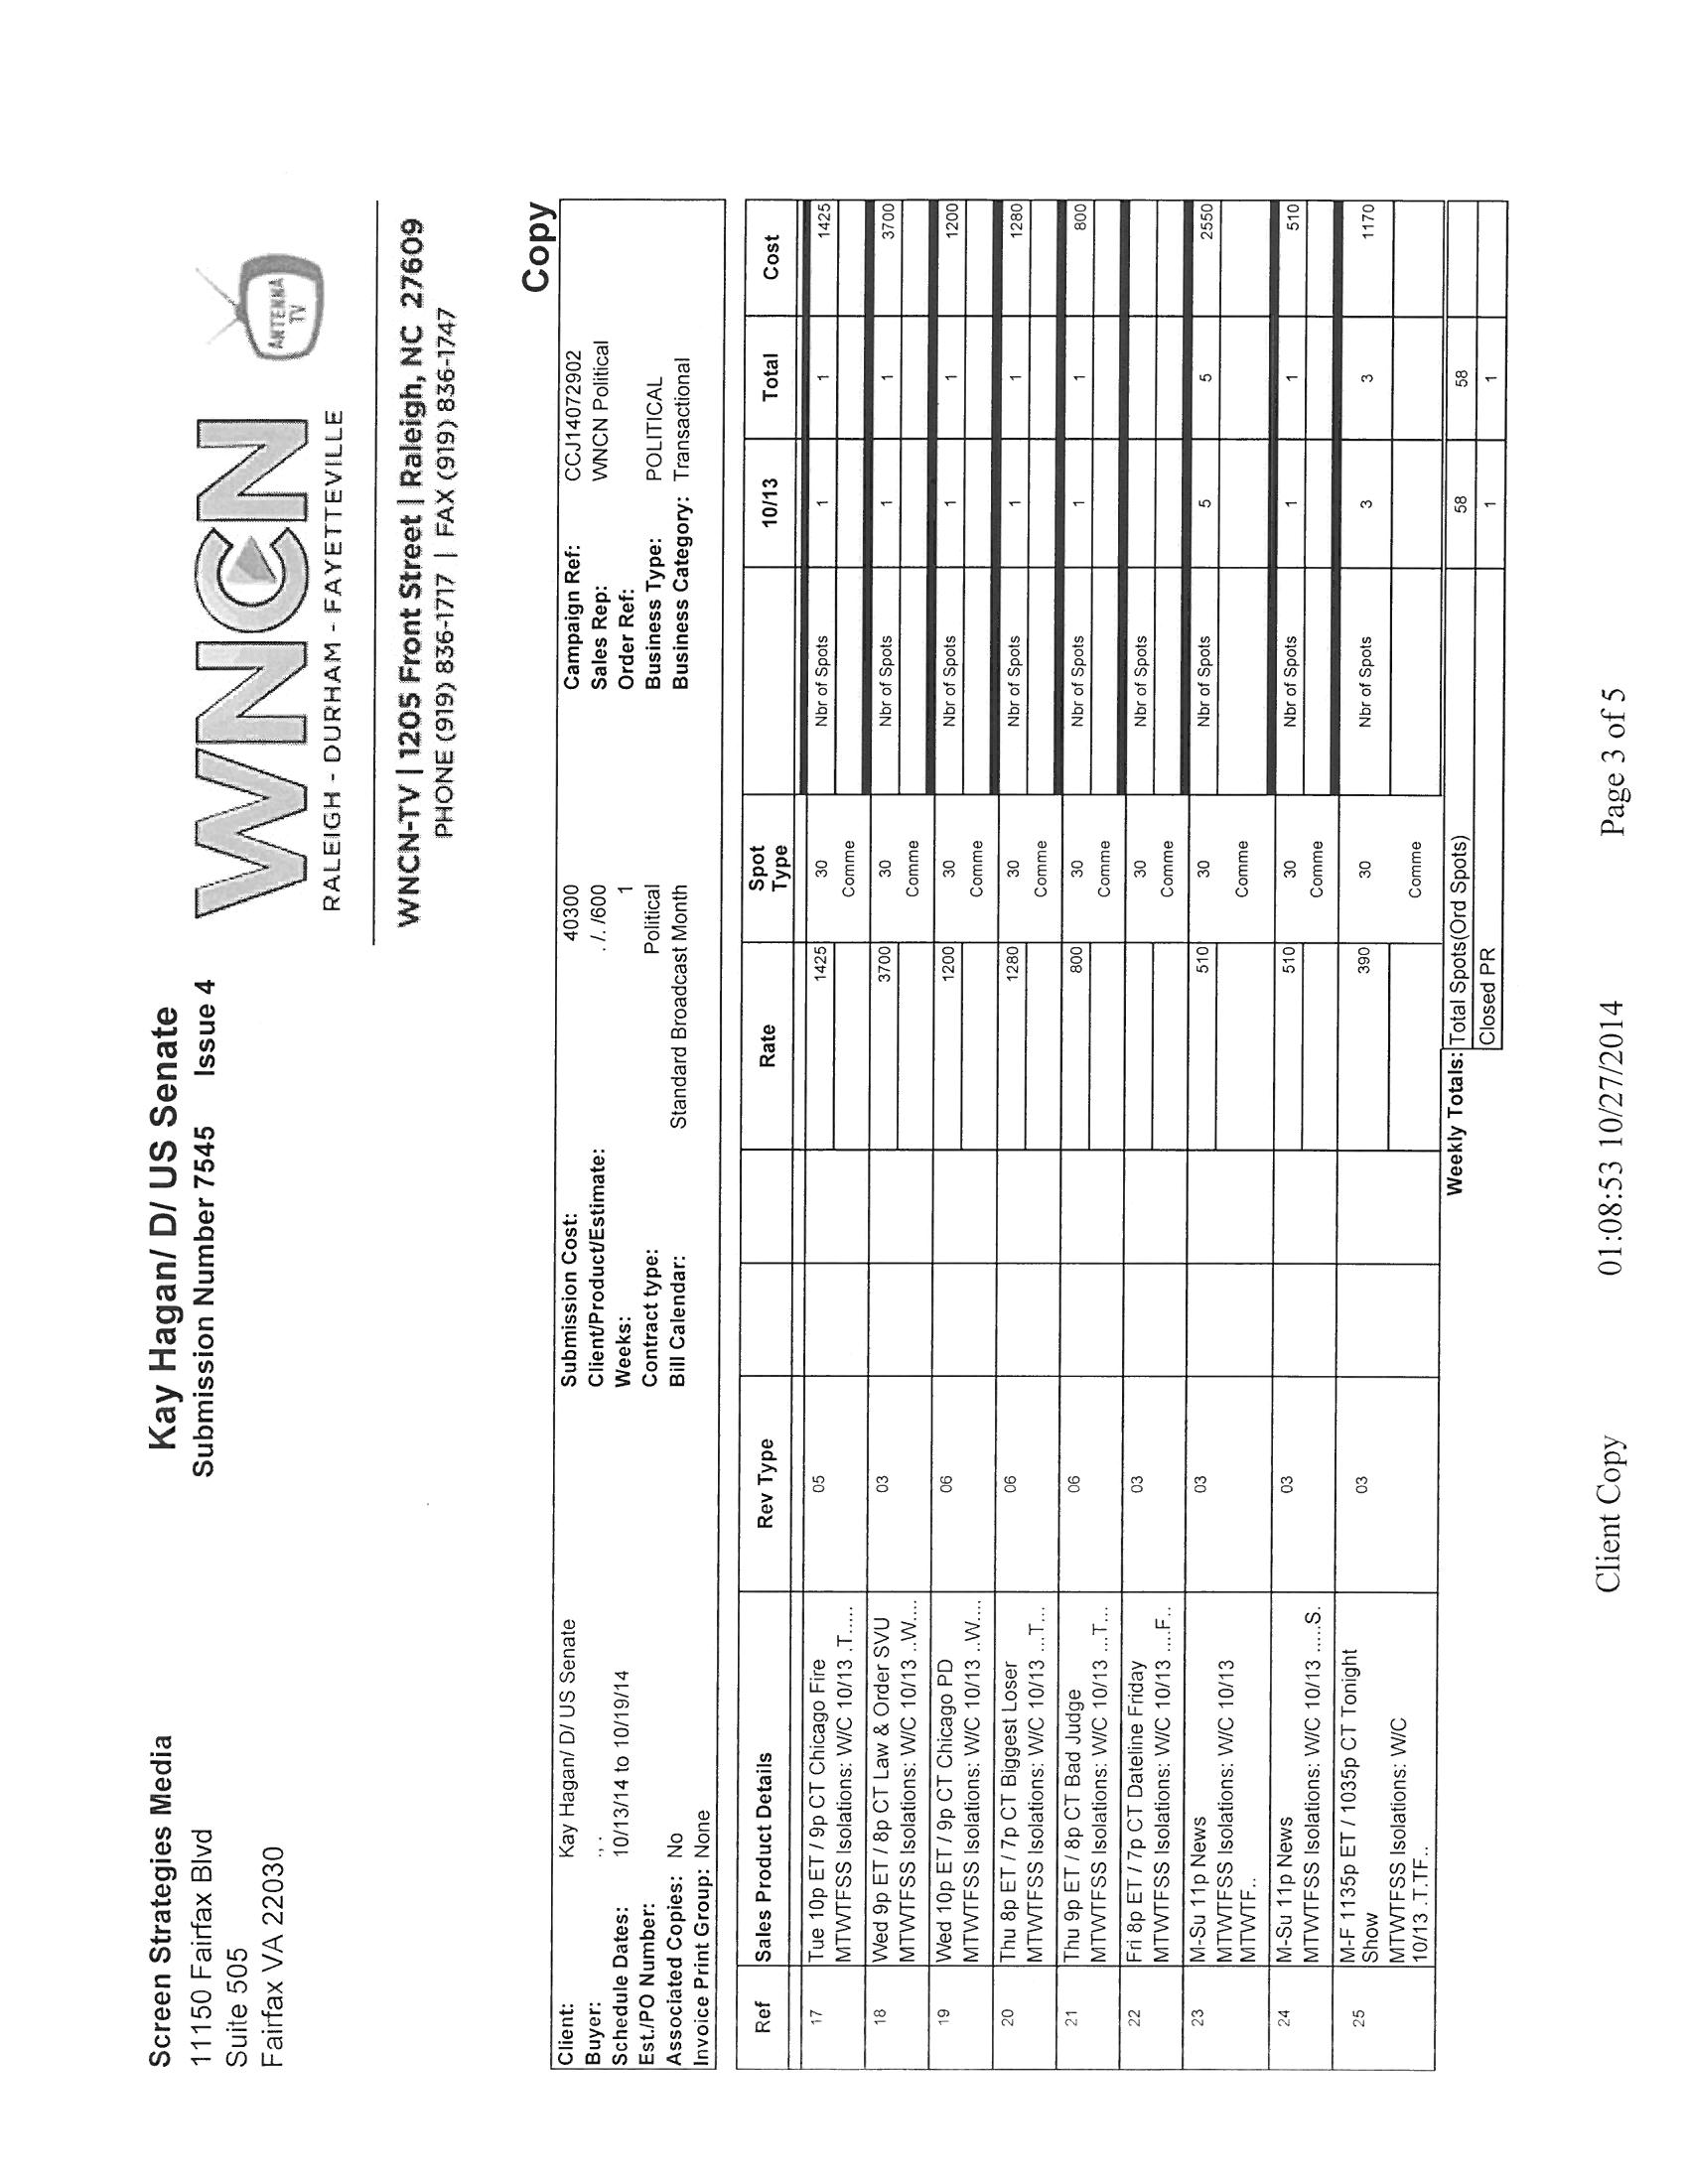 Screen Strategies Media
11150 Fairfax Blvd
Suite 505
Fairfax VA 22030
Kay Hagan/ D/ US Senate
Submission Number 7545 Issue 4
WNCN
RALEIGH - DURHAM - FAYETTEVILLE
ANTENNA
TV
WNCN-TV | 1205 Front Street | Raleigh, NC 27609
PHONE (919) 836-1717 | FAX (919) 836-1747
Copy
Client: Kay Hagan/ D/ US Senate Submission Cost: 40300 Campaign Ref: CCJ14072902
Buyer: , . Client/Product/Estimate: ./. /600 Sales Rep: WNCN Political
Schedule Dates: 10/13/14 to 10/19/14 Weeks: 1 Order Ref:
Est./PO Number: Contract type: Political Business Type: POLITICAL
Associated Copies: No Bill Calendar: Standard Broadcast Month Business Category: Transactional
Invoice Print Group: None
Ref Sales Product Details Rev Type Rate Spot Type 10/13 Total Cost
17 Tue 10p ET / 9p CT Chicago Fire 05 1425 30 Nbr of Spots 1 1 1425
MTWTFSS Isolations: W/C 10/13 .T..... Comme
18 Wed 9p ET / 8p CT Law & Order SVU 03 3700 30 Nbr of Spots 1 1 3700
MTWTFSS Isolations: W/C 10/13 ..W.... Comme
19 Wed 10p ET / 9p CT Chicago PD 06 1200 30 Nbr of Spots 1 1 1200
MTWTFSS Isolations: W/C 10/13 ..W.... Comme
20 Thu 8p ET / 7p CT Biggest Loser 06 1280 30 Nbr of Spots 1 1 1280
MTWTFSS Isolations: W/C 10/13 ...T... Comme
21 Thu 9p ET / 8p CT Bad Judge 06 800 30 Nbr of Spots 1 1 800
MTWTFSS Isolations: W/C 10/13 ...T... Comme
22 Fri 8p ET / 7p CT Dateline Friday 03 30 Nbr of Spots
MTWTFSS Isolations: W/C 10/13 ....F.. Comme
23 M-Su 11p News 03 510 30 Nbr of Spots 5 5 2550
MTWTFSS Isolations: W/C 10/13 Comme
MTWTF..
24 M-Su 11p News 03 510 30 Nbr of Spots 1 1 510
MTWTFSS Isolations: W/C 10/13 .....S. Comme
25 M-F 1135p ET / 1035p CT Tonight 03 390 30 Nbr of Spots 3 3 1170
Show
MTWTFSS Isolations: W/C Comme
10/13 .T.TF..
Weekly Totals: Total Spots(Ord Spots) 58 58
Closed PR 1 1
Client Copy 01:08:53 10/27/2014 Page 3 of 5